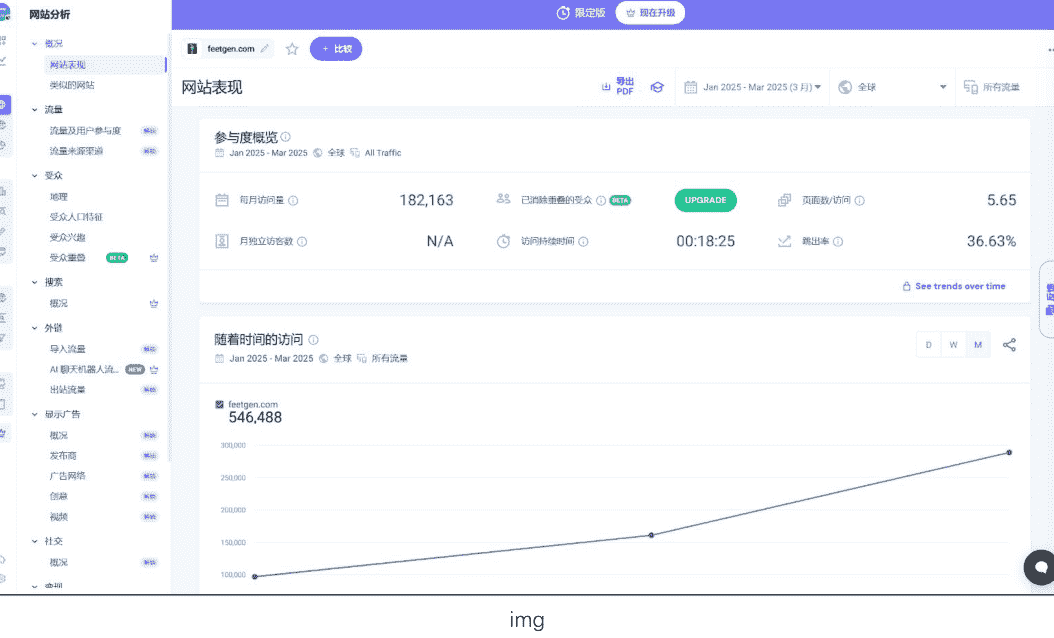 网站分析
限定版
现在升级
概况
网站表现
类似的网站
流量
流量及用户参与度
流量来源渠道
受众
地理
受众人口特征
受众兴趣
受众重叠 BETA
搜索
概况
外链
导入流量
AI 聊天机器人流... NEW
出站流量
显示广告
概况
发布商
广告网络
创意
视频
社交
概况
feetgen.com
+ 比较
网站表现
导出 PDF
Jan 2025 - Mar 2025 (3 月)
全球
所有流量
参与度概览
Jan 2025 - Mar 2025 全球 All Traffic
每月访问量 182,163
已消除重叠的受众 BETA UPGRADE
页面数/访问 5.65
月独立访客数 N/A
访问持续时间 00:18:25
跳出率 36.63%
See trends over time
随着时间的访问
Jan 2025 - Mar 2025 全球 所有流量
D W M
feetgen.com
546,488
300,000
250,000
200,000
150,000
100,000
img